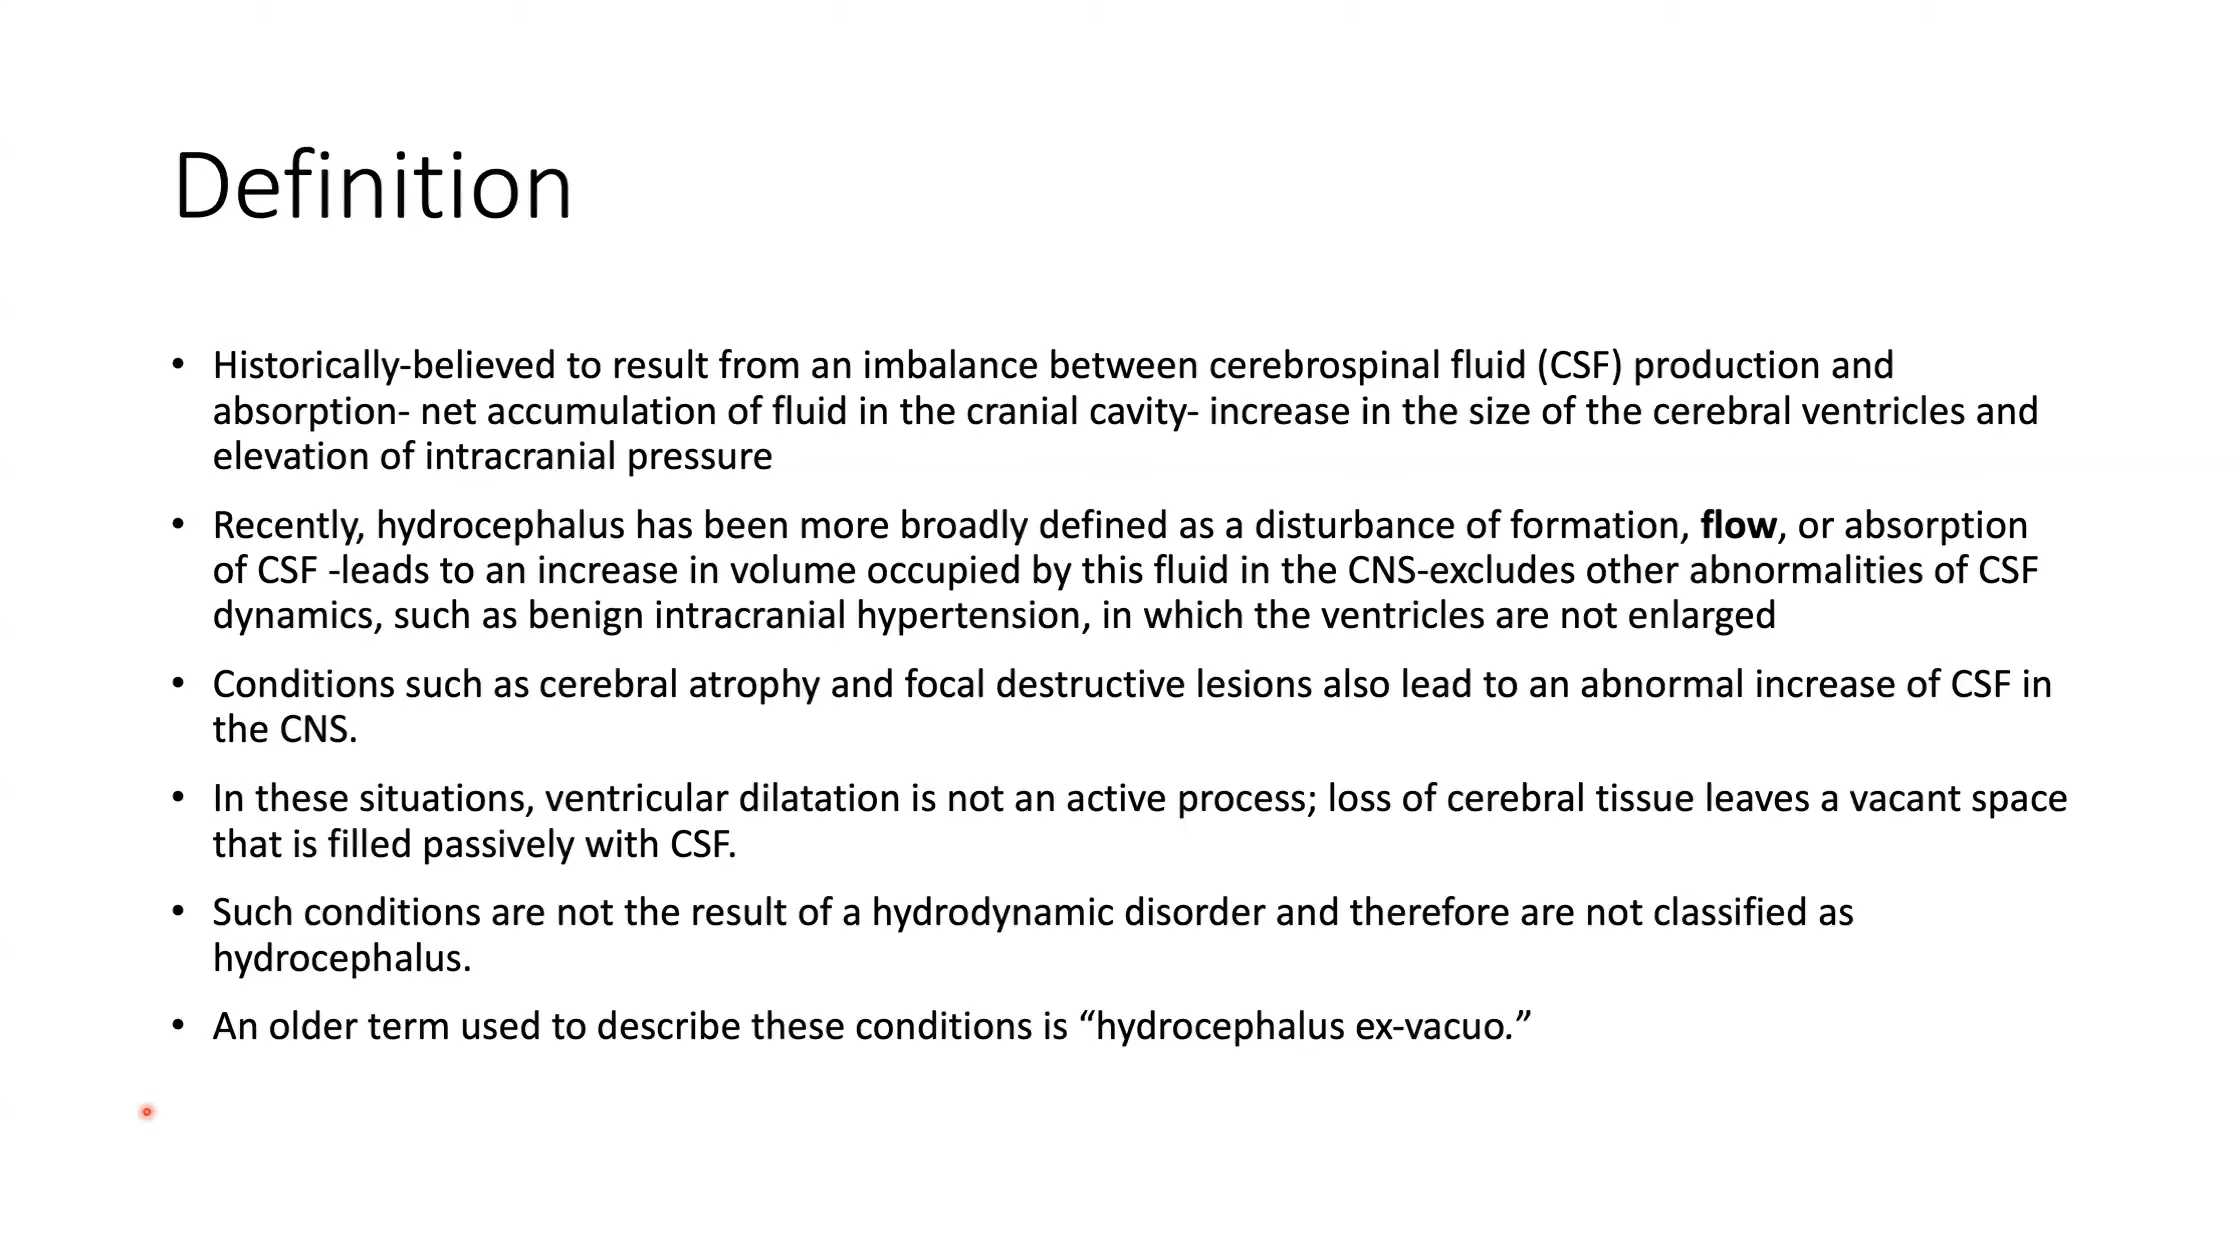 Definition
• Historically-believed to result from an imbalance between cerebrospinal fluid (CSF) production and
absorption- net accumulation of fluid in the cranial cavity- increase in the size of the cerebral ventricles and
elevation of intracranial pressure
• Recently, hydrocephalus has been more broadly defined as a disturbance of formation, flow, or absorption
of CSF -leads to an increase in volume occupied by this fluid in the CNS-excludes other abnormalities of CSF
dynamics, such as benign intracranial hypertension, in which the ventricles are not enlarged
• Conditions such as cerebral atrophy and focal destructive lesions also lead to an abnormal increase of CSF in
the CNS.
• In these situations, ventricular dilatation is not an active process; loss of cerebral tissue leaves a vacant space
that is filled passively with CSF.
• Such conditions are not the result of a hydrodynamic disorder and therefore are not classified as
hydrocephalus.
• An older term used to describe these conditions is “hydrocephalus ex-vacuo.”